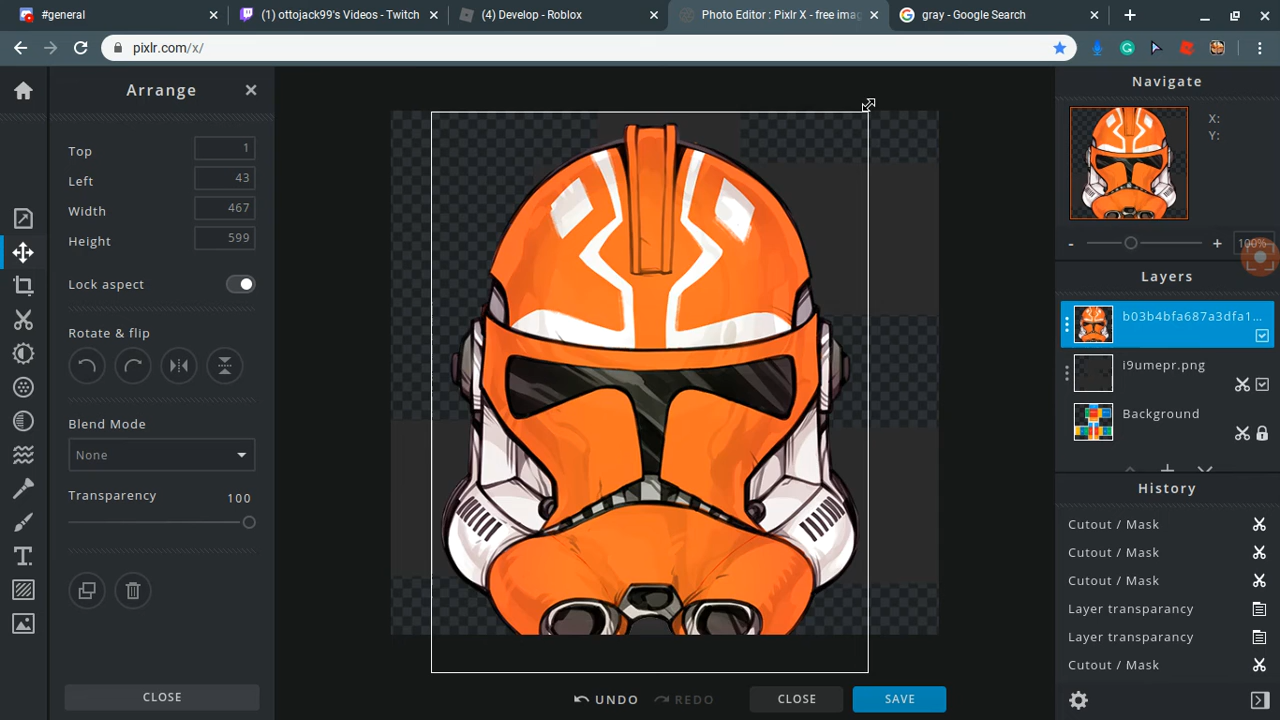 #general
(1) ottojack99's Videos - Twitch
(4) Develop - Roblox
Photo Editor : Pixlr X - free imag
gray - Google Search
pixlr.com/x/
Arrange
Top 1
Left 43
Width 467
Height 599
Lock aspect
Rotate & flip
Blend Mode
None
Transparency 100
CLOSE
UNDO
REDO
CLOSE
SAVE
Navigate
X:
Y:
- + 100%
Layers
b03b4bfa687a3dfa1...
i9umepr.png
Background
History
Cutout / Mask
Cutout / Mask
Cutout / Mask
Layer transparancy
Layer transparancy
Cutout / Mask